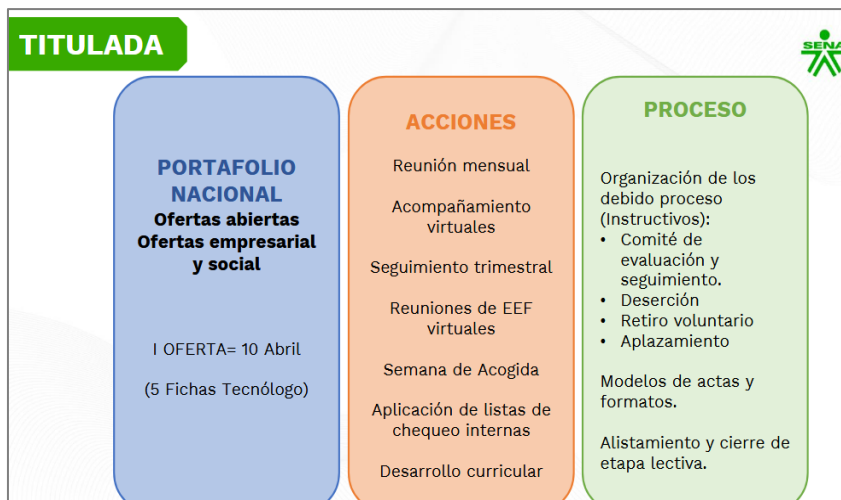 TITULADA
SENA
PORTAFOLIO
NACIONAL
Ofertas abiertas
Ofertas empresarial
y social
I OFERTA= 10 Abril
(5 Fichas Tecnólogo)
ACCIONES
Reunión mensual
Acompañamiento
virtuales
Seguimiento trimestral
Reuniones de EEF
virtuales
Semana de Acogida
Aplicación de listas de
chequeo internas
Desarrollo curricular
PROCESO
Organización de los
debido proceso
(Instructivos):
• Comité de
evaluación y
seguimiento.
• Deserción
• Retiro voluntario
• Aplazamiento
Modelos de actas y
formatos.
Alistamiento y cierre de
etapa lectiva.